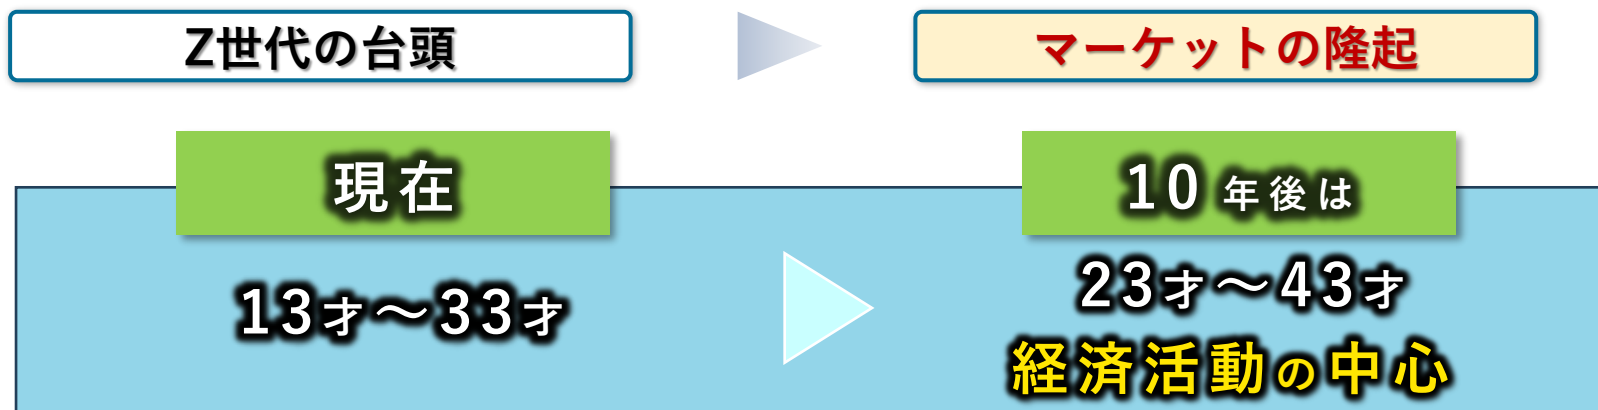 Z世代の台頭
マーケットの隆起
現在
10年後は
13才～33才
23才～43才
経済活動の中心